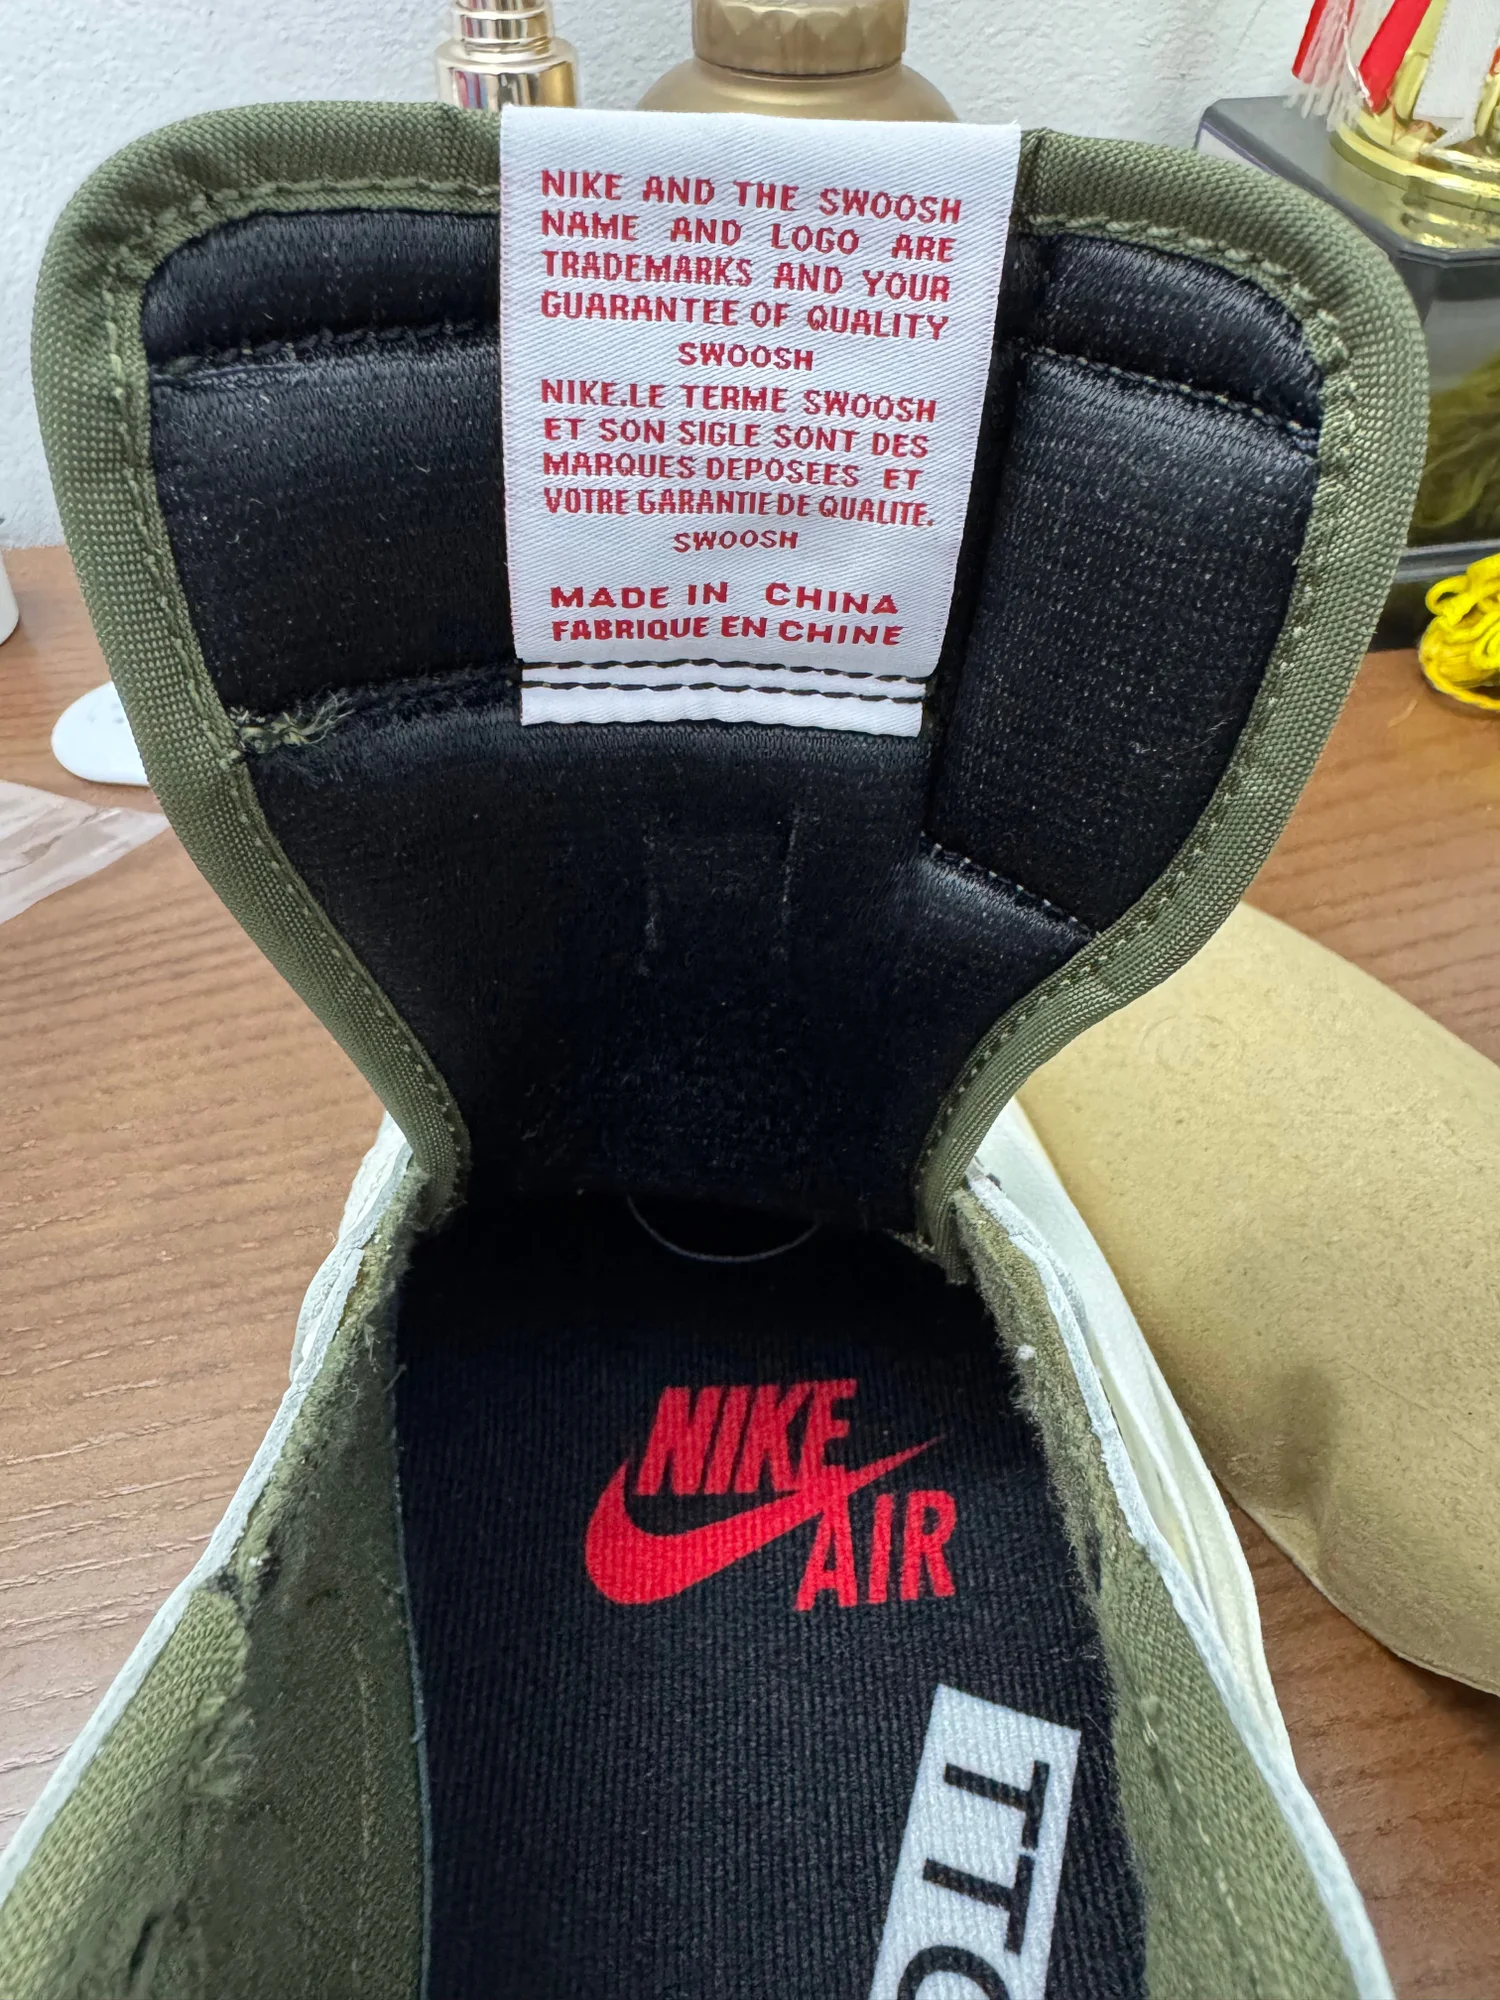 NIKE AND THE SWOOSH
NAME AND LOGO ARE
TRADEMARKS AND YOUR
GUARANTEE OF QUALITY
SWOOSH
NIKE.LE TERME SWOOSH
ET SON SIGLE SONT DES
MARQUES DEPOSEES ET
VOTRE GARANTIE DE QUALITE.
SWOOSH
MADE IN CHINA
FABRIQUE EN CHINE
NIKE
AIR